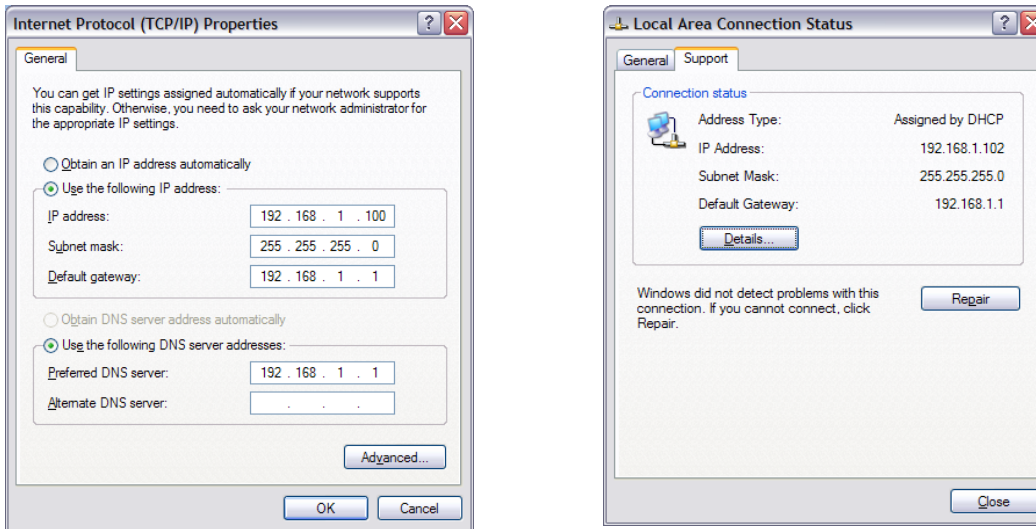 Internet Protocol (TCP/IP) Properties
General
You can get IP settings assigned automatically if your network supports
this capability. Otherwise, you need to ask your network administrator for
the appropriate IP settings.
Obtain an IP address automatically
Use the following IP address:
IP address: 192 . 168 . 1 . 100
Subnet mask: 255 . 255 . 255 . 0
Default gateway: 192 . 168 . 1 . 1
Obtain DNS server address automatically
Use the following DNS server addresses:
Preferred DNS server: 192 . 168 . 1 . 1
Alternate DNS server: . . .
Advanced...
OK Cancel
Local Area Connection Status
General Support
Connection status
Address Type: Assigned by DHCP
IP Address: 192.168.1.102
Subnet Mask: 255.255.255.0
Default Gateway: 192.168.1.1
Details...
Windows did not detect problems with this
connection. If you cannot connect, click
Repair.
Repair
Close